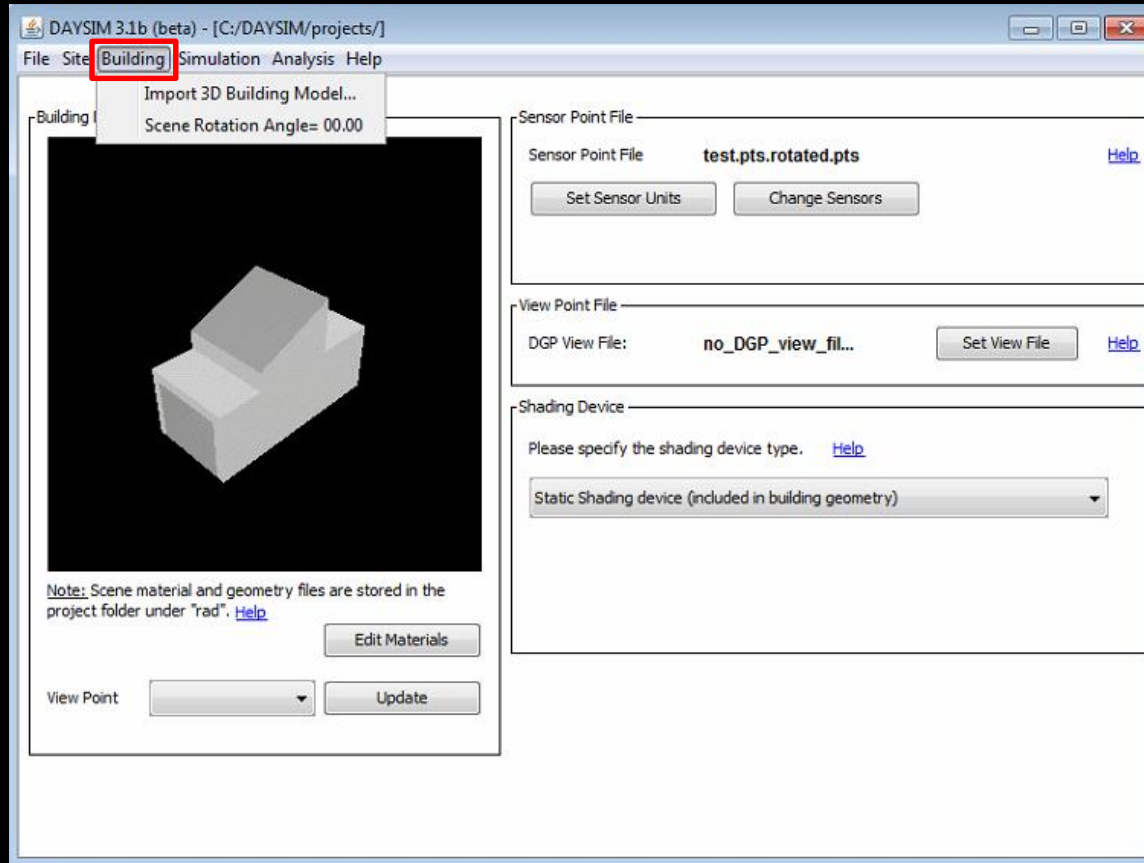 DAYSIM 3.1b (beta) - [C:/DAYSIM/projects/]
File Site Building Simulation Analysis Help
Import 3D Building Model...
Scene Rotation Angle= 00.00
Building
Note: Scene material and geometry files are stored in the
project folder under "rad". Help
Edit Materials
View Point
Update
Sensor Point File
Sensor Point File test.pts.rotated.pts Help
Set Sensor Units Change Sensors
View Point File
DGP View File: no_DGP_view_fil... Set View File Help
Shading Device
Please specify the shading device type. Help
Static Shading device (included in building geometry)